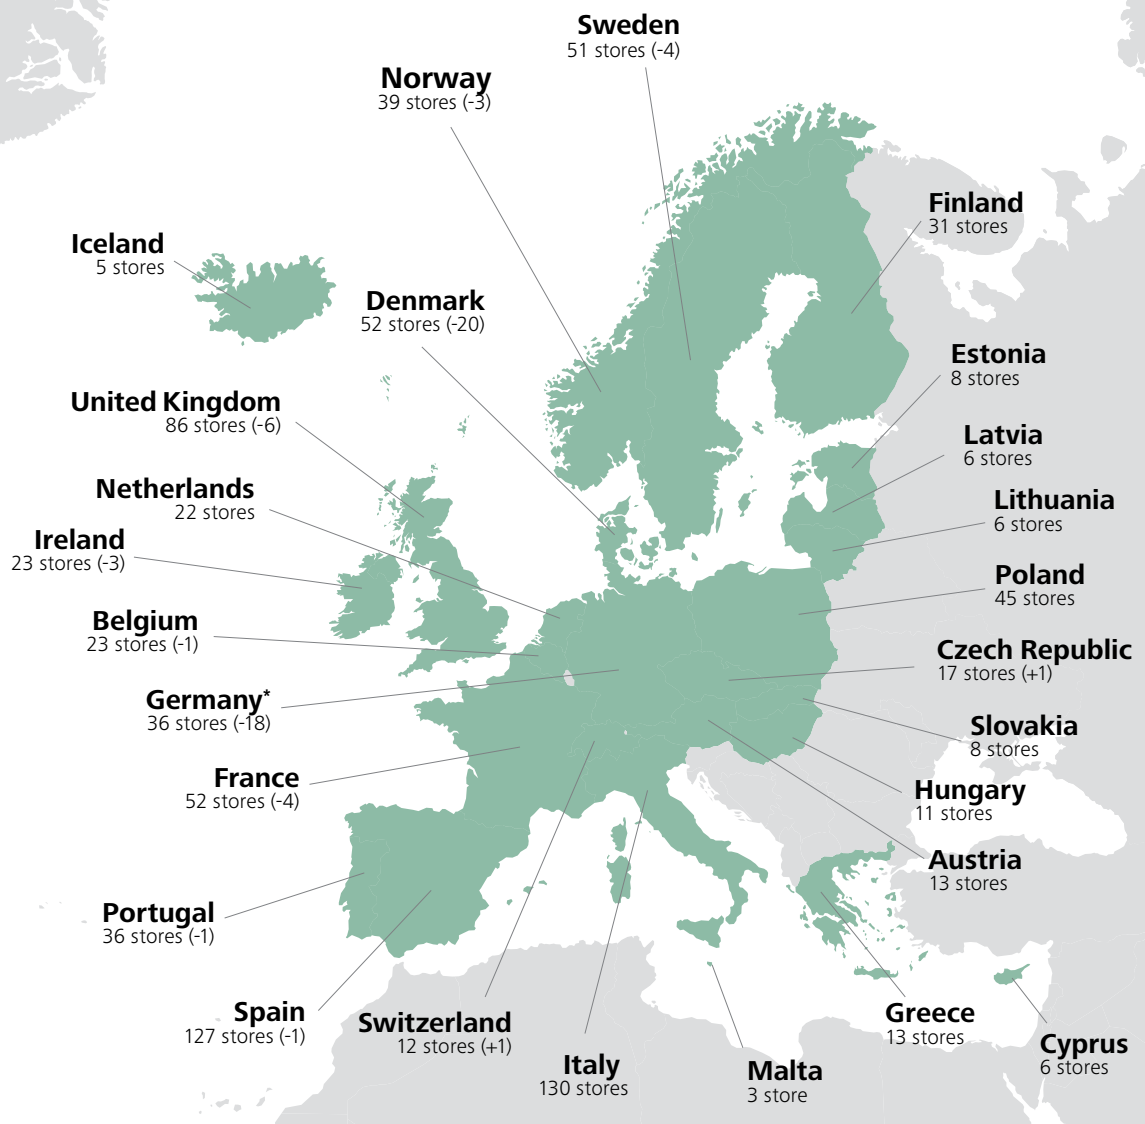 Sweden
51 stores (-4)
Norway
39 stores (-3)
Finland
31 stores
Iceland
5 stores
Denmark
52 stores (-20)
Estonia
8 stores
United Kingdom
86 stores (-6)
Latvia
6 stores
Netherlands
22 stores
Lithuania
6 stores
Ireland
23 stores (-3)
Poland
45 stores
Belgium
23 stores (-1)
Czech Republic
17 stores (+1)
Germany*
36 stores (-18)
Slovakia
8 stores
France
52 stores (-4)
Hungary
11 stores
Austria
13 stores
Portugal
36 stores (-1)
Spain
127 stores (-1)
Switzerland
12 stores (+1)
Greece
13 stores
Italy
130 stores
Malta
3 store
Cyprus
6 stores